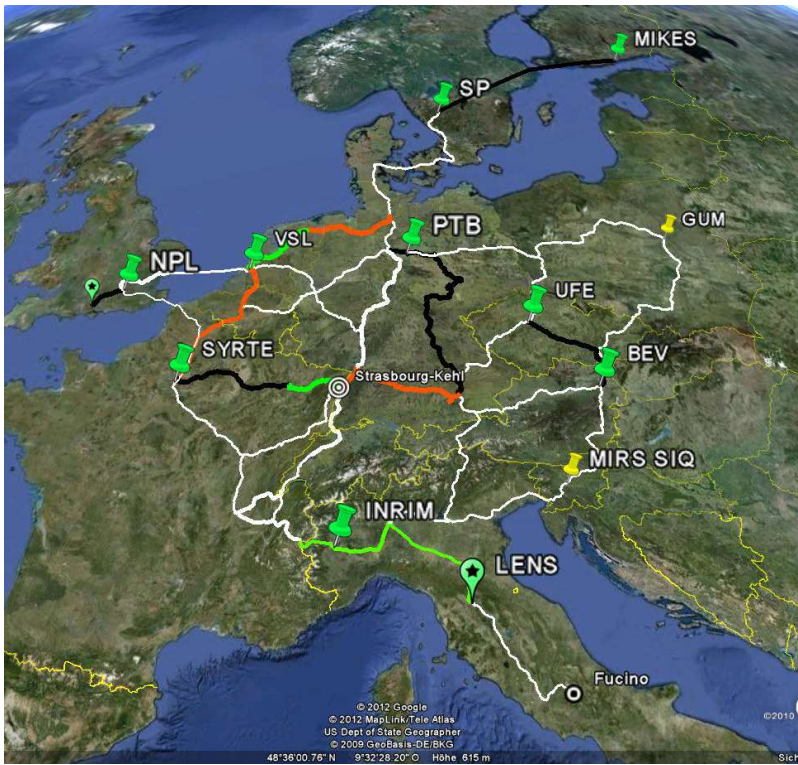 MIKES
SP
GUM
PTB
VSL
NPL
UFE
SYRTE
BEV
Strasbourg-Kehl
MIRS SIQ
INRIM
LENS
Fucino
© 2012 Google
© 2012 MapLink/Tele Atlas
US Dept of State Geographer
© 2009 GeoBasis-DE/BKG
©2010
48°36'00.76" N 9°32'28.20" O Höhe 615 m Sich